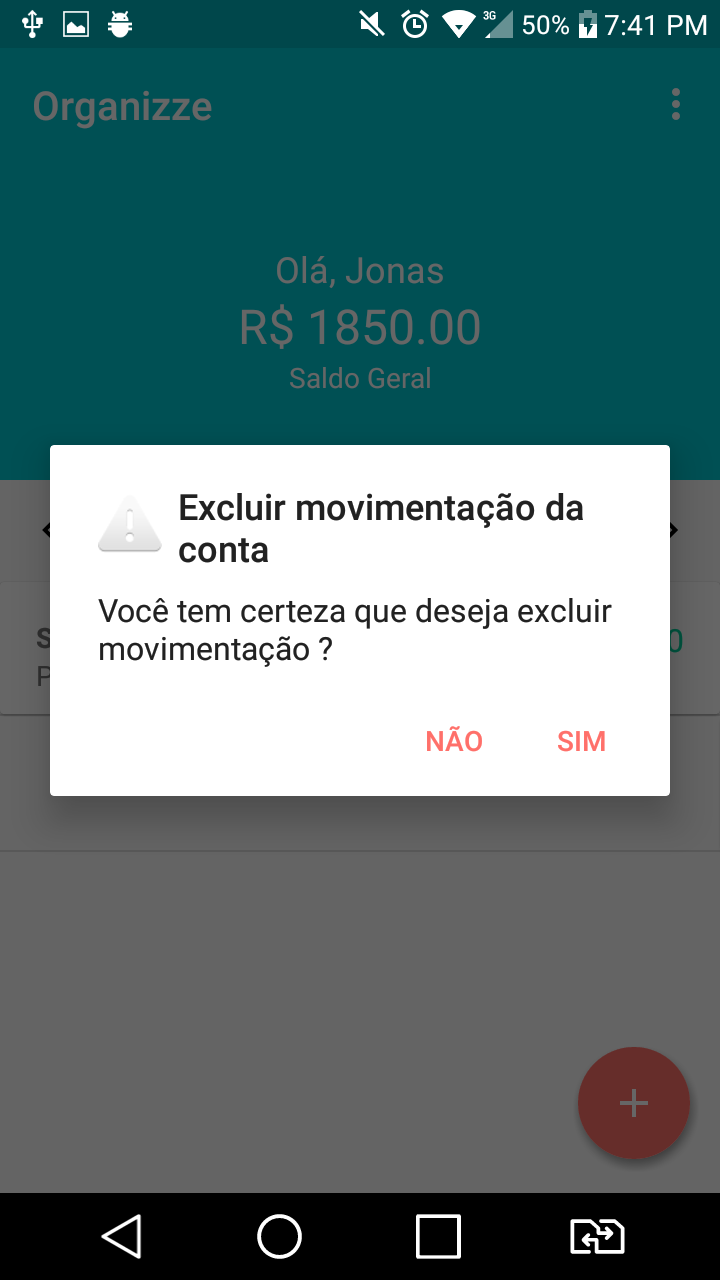 3G 50% 7:41 PM
Organizze
Olá, Jonas
R$ 1850.00
Saldo Geral
Excluir movimentação da
conta
Você tem certeza que deseja excluir
movimentação ?
NÃO SIM